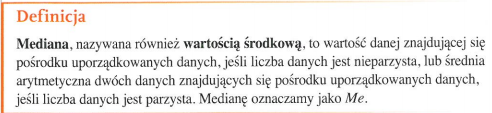 Definicja
Mediana, nazywana również wartością środkową, to wartość danej znajdującej się
pośrodku uporządkowanych danych, jeśli liczba danych jest nieparzysta, lub średnia
arytmetyczna dwóch danych znajdujących się pośrodku uporządkowanych danych,
jeśli liczba danych jest parzysta. Medianę oznaczamy jako Me.